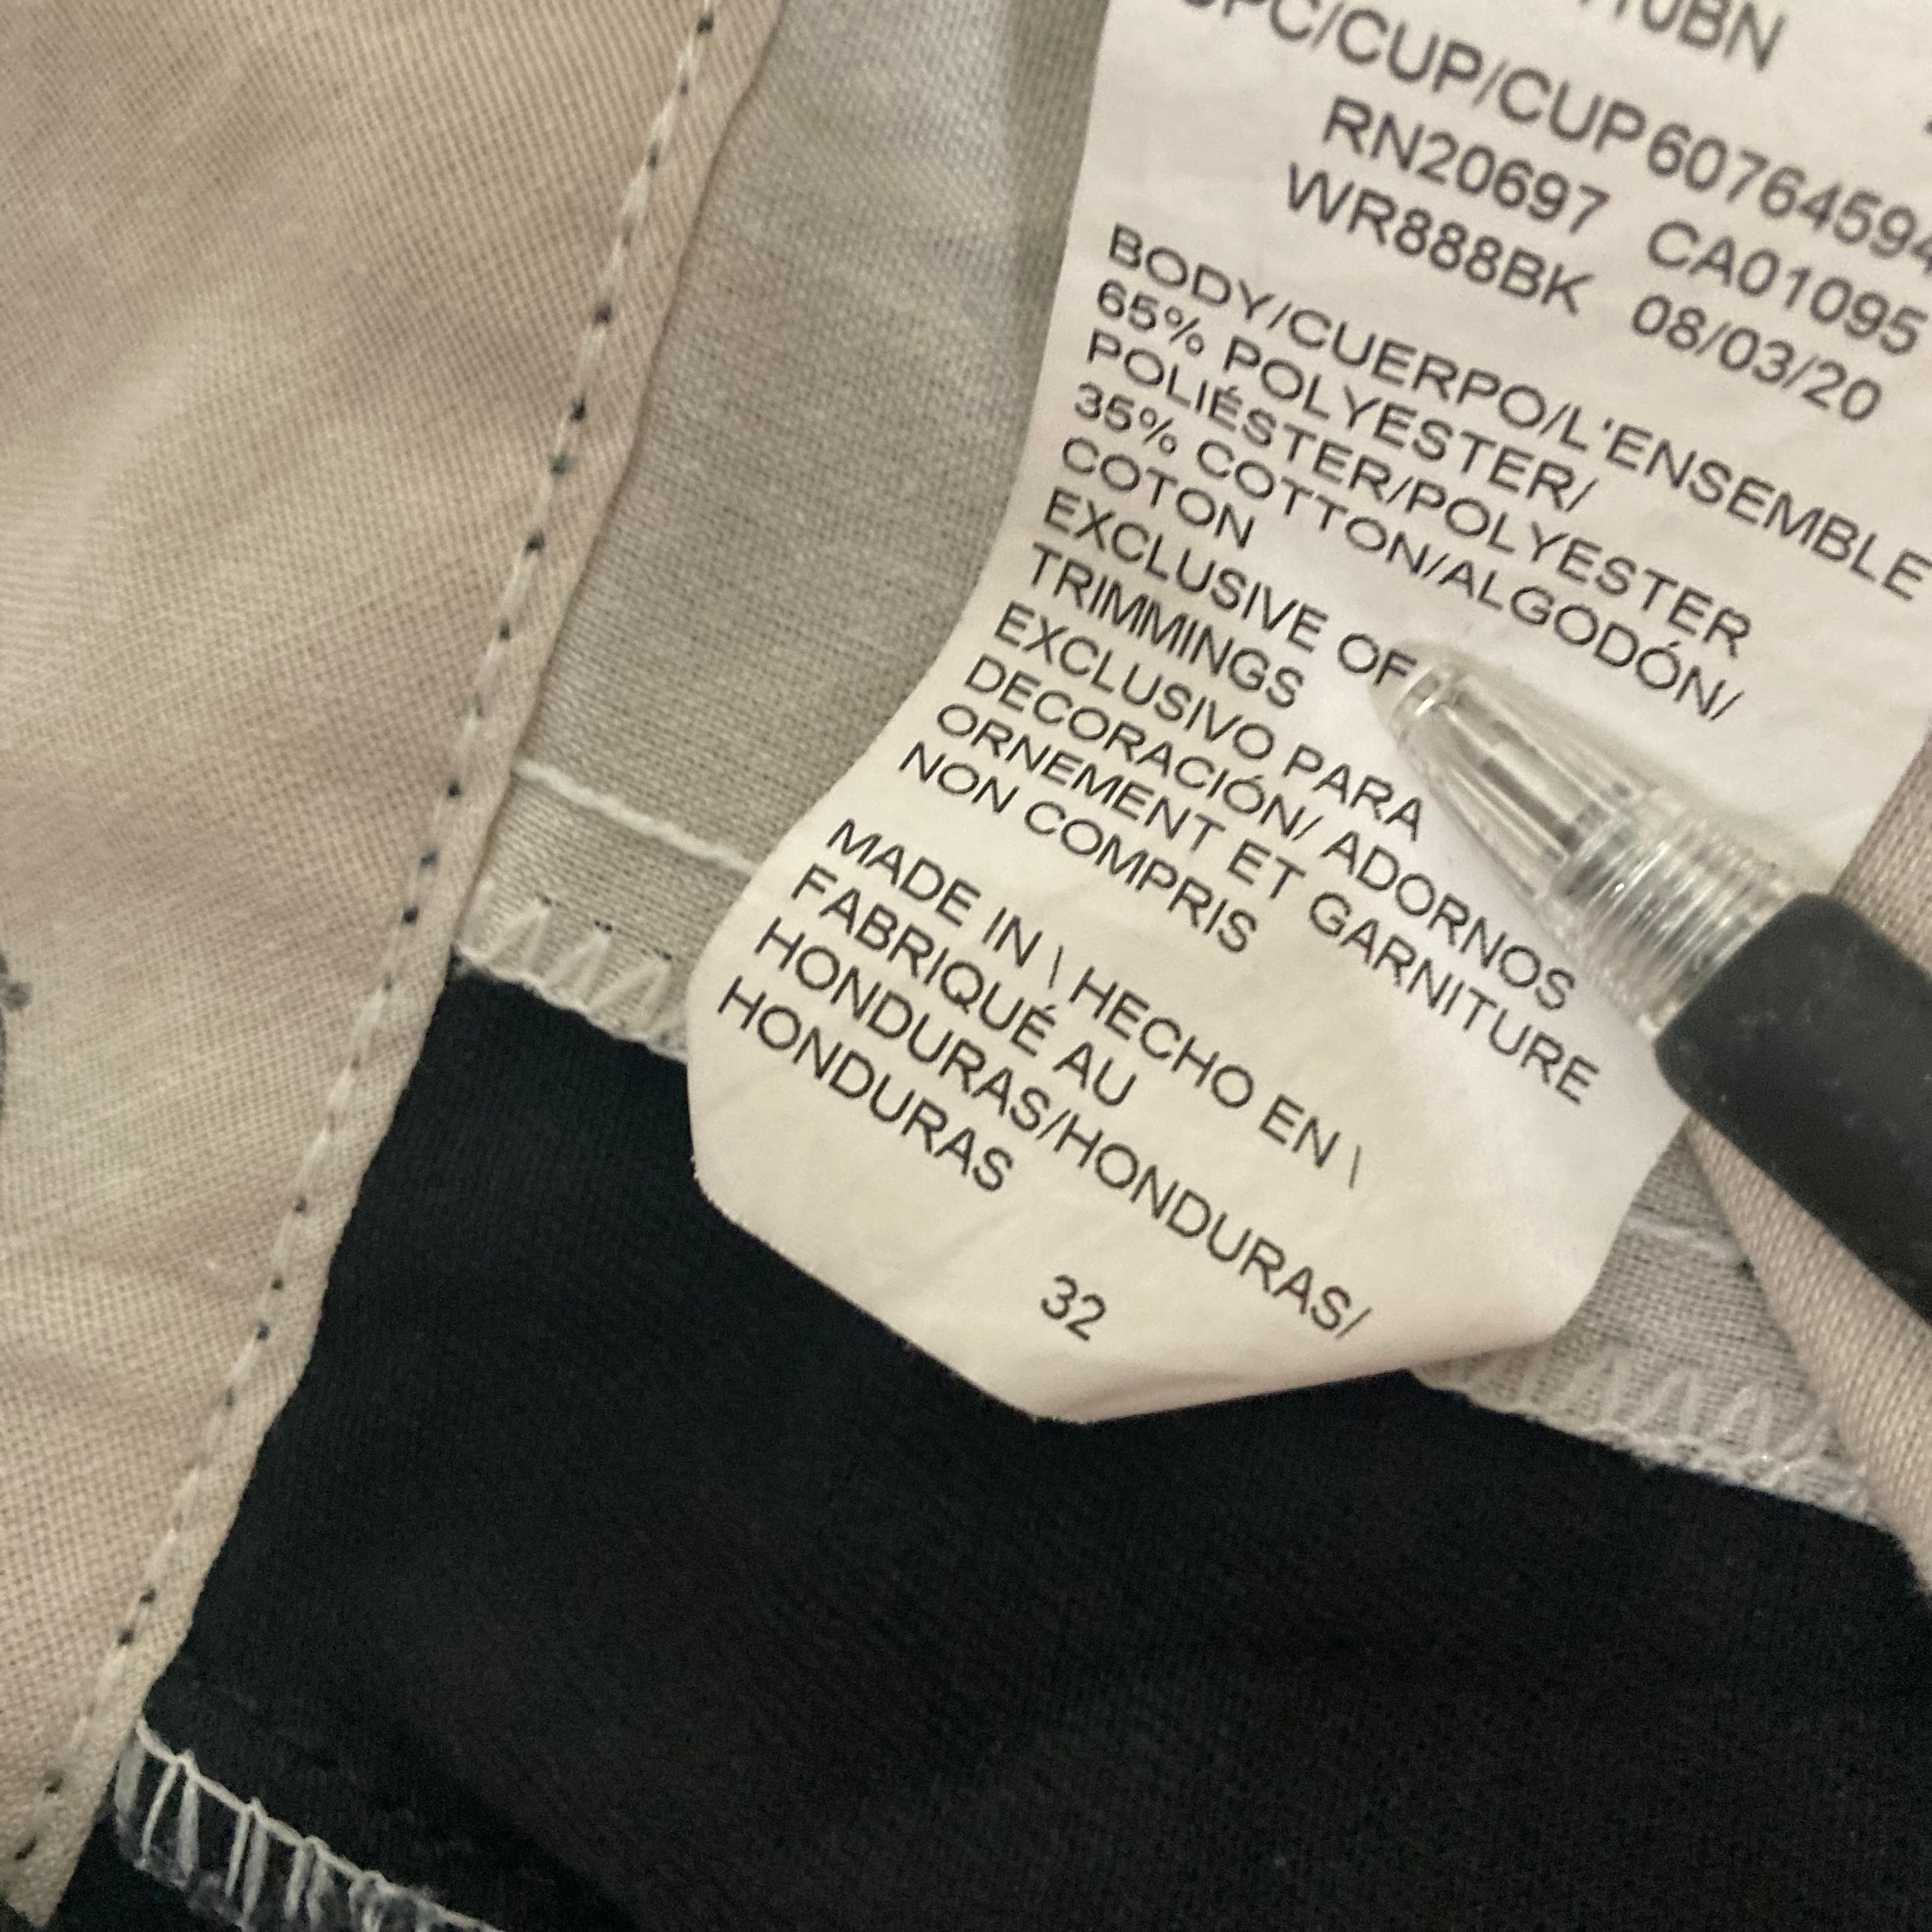 10BN
UPC/CUP/CUP 60764594
RN20697 CA01095
WR888BK 08/03/20
BODY/CUERPO/L'ENSEMBLE
65% POLYESTER/
POLIÉSTER/POLYESTER
35% COTTON/ALGODÓN/
COTON
EXCLUSIVE OF
TRIMMINGS
EXCLUSIVO PARA
DECORACIÓN/ ADORNOS
ORNEMENT ET GARNITURE
NON COMPRIS
MADE IN \ HECHO EN \
FABRIQUÉ AU
HONDURAS/HONDURAS/
HONDURAS
32